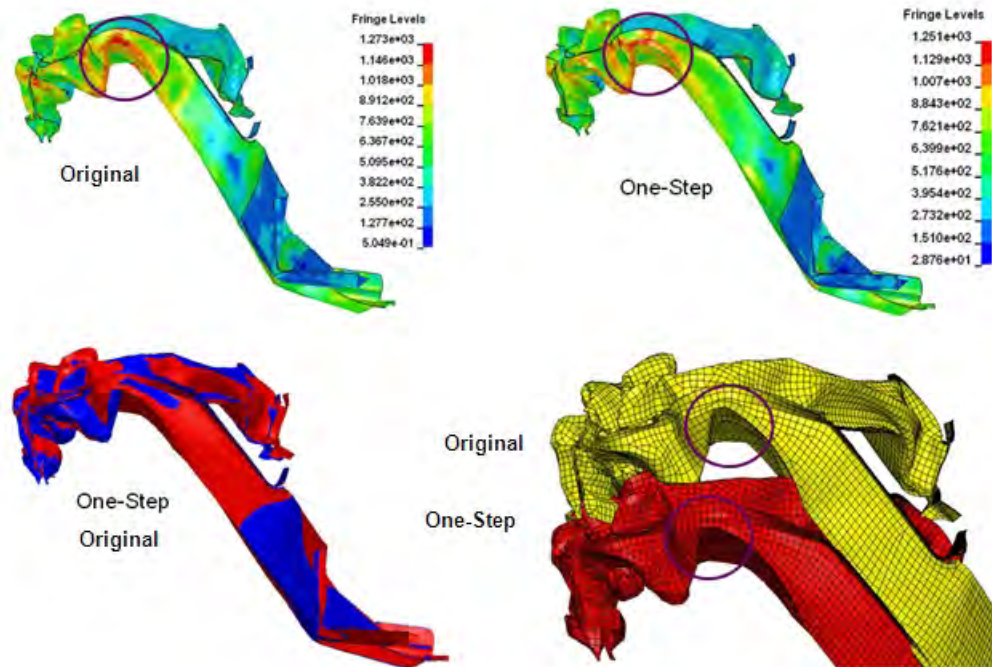 Fringe Levels
1.273e+03
1.146e+03
1.018e+03
8.912e+02
7.639e+02
6.367e+02
5.095e+02
3.822e+02
2.550e+02
1.277e+02
5.049e-01
Original
Fringe Levels
1.251e+03
1.129e+03
1.007e+03
8.843e+02
7.621e+02
6.399e+02
5.176e+02
3.954e+02
2.732e+02
1.510e+02
2.876e+01
One-Step
One-Step
Original
Original
One-Step